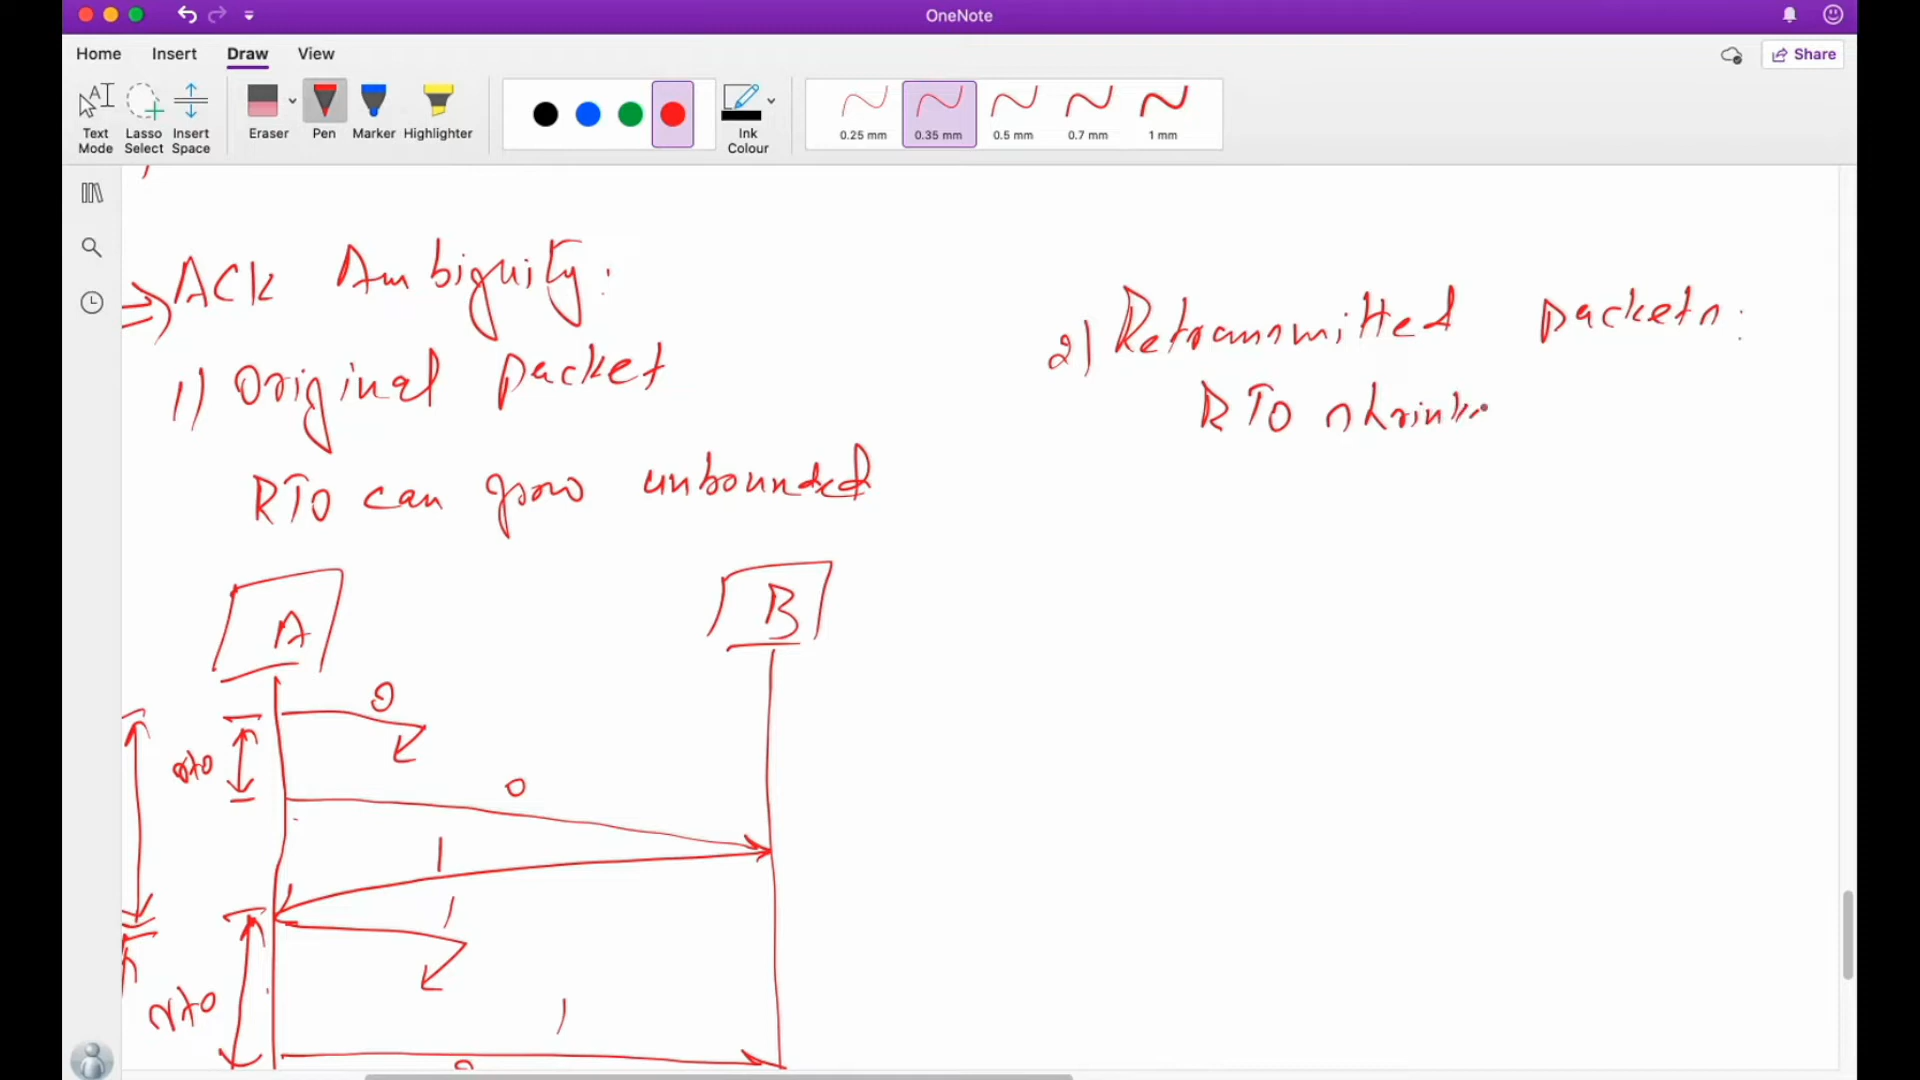 OneNote
Home Insert Draw View
Share
Text Mode
Lasso Select
Insert Space
Eraser
Pen
Marker
Highlighter
Ink Colour
0.25 mm
0.35 mm
0.5 mm
0.7 mm
1 mm
=> ACK Ambiguity:
1) Original packet
RTO can grow unbounded
A
B
0
rto
0
1
1
rto
1
2) Retransmitted packets:
RTO shrink